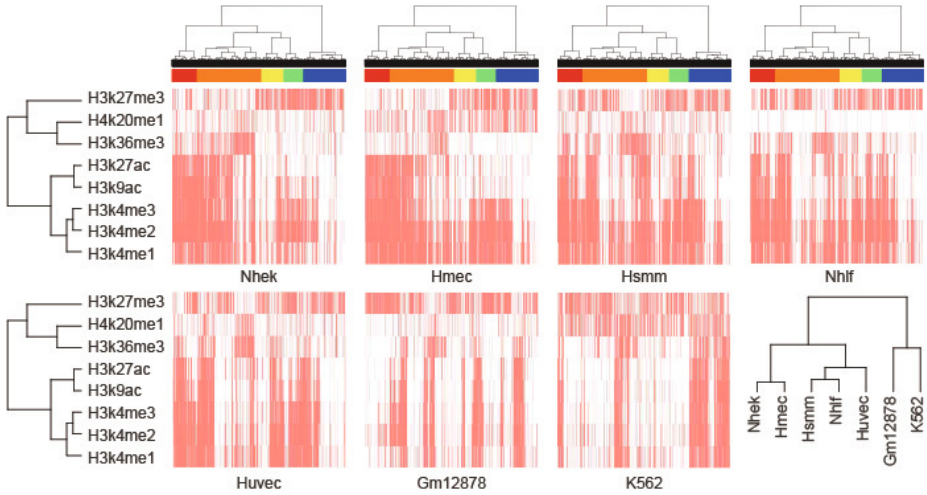 H3k27me3
H4k20me1
H3k36me3
H3k27ac
H3k9ac
H3k4me3
H3k4me2
H3k4me1
Nhek
Hmec
Hsmm
Nhlf
H3k27me3
H4k20me1
H3k36me3
H3k27ac
H3k9ac
H3k4me3
H3k4me2
H3k4me1
Huvec
Gm12878
K562
Nhek
Hmec
Hsmm
Nhlf
Huvec
Gm12878
K562